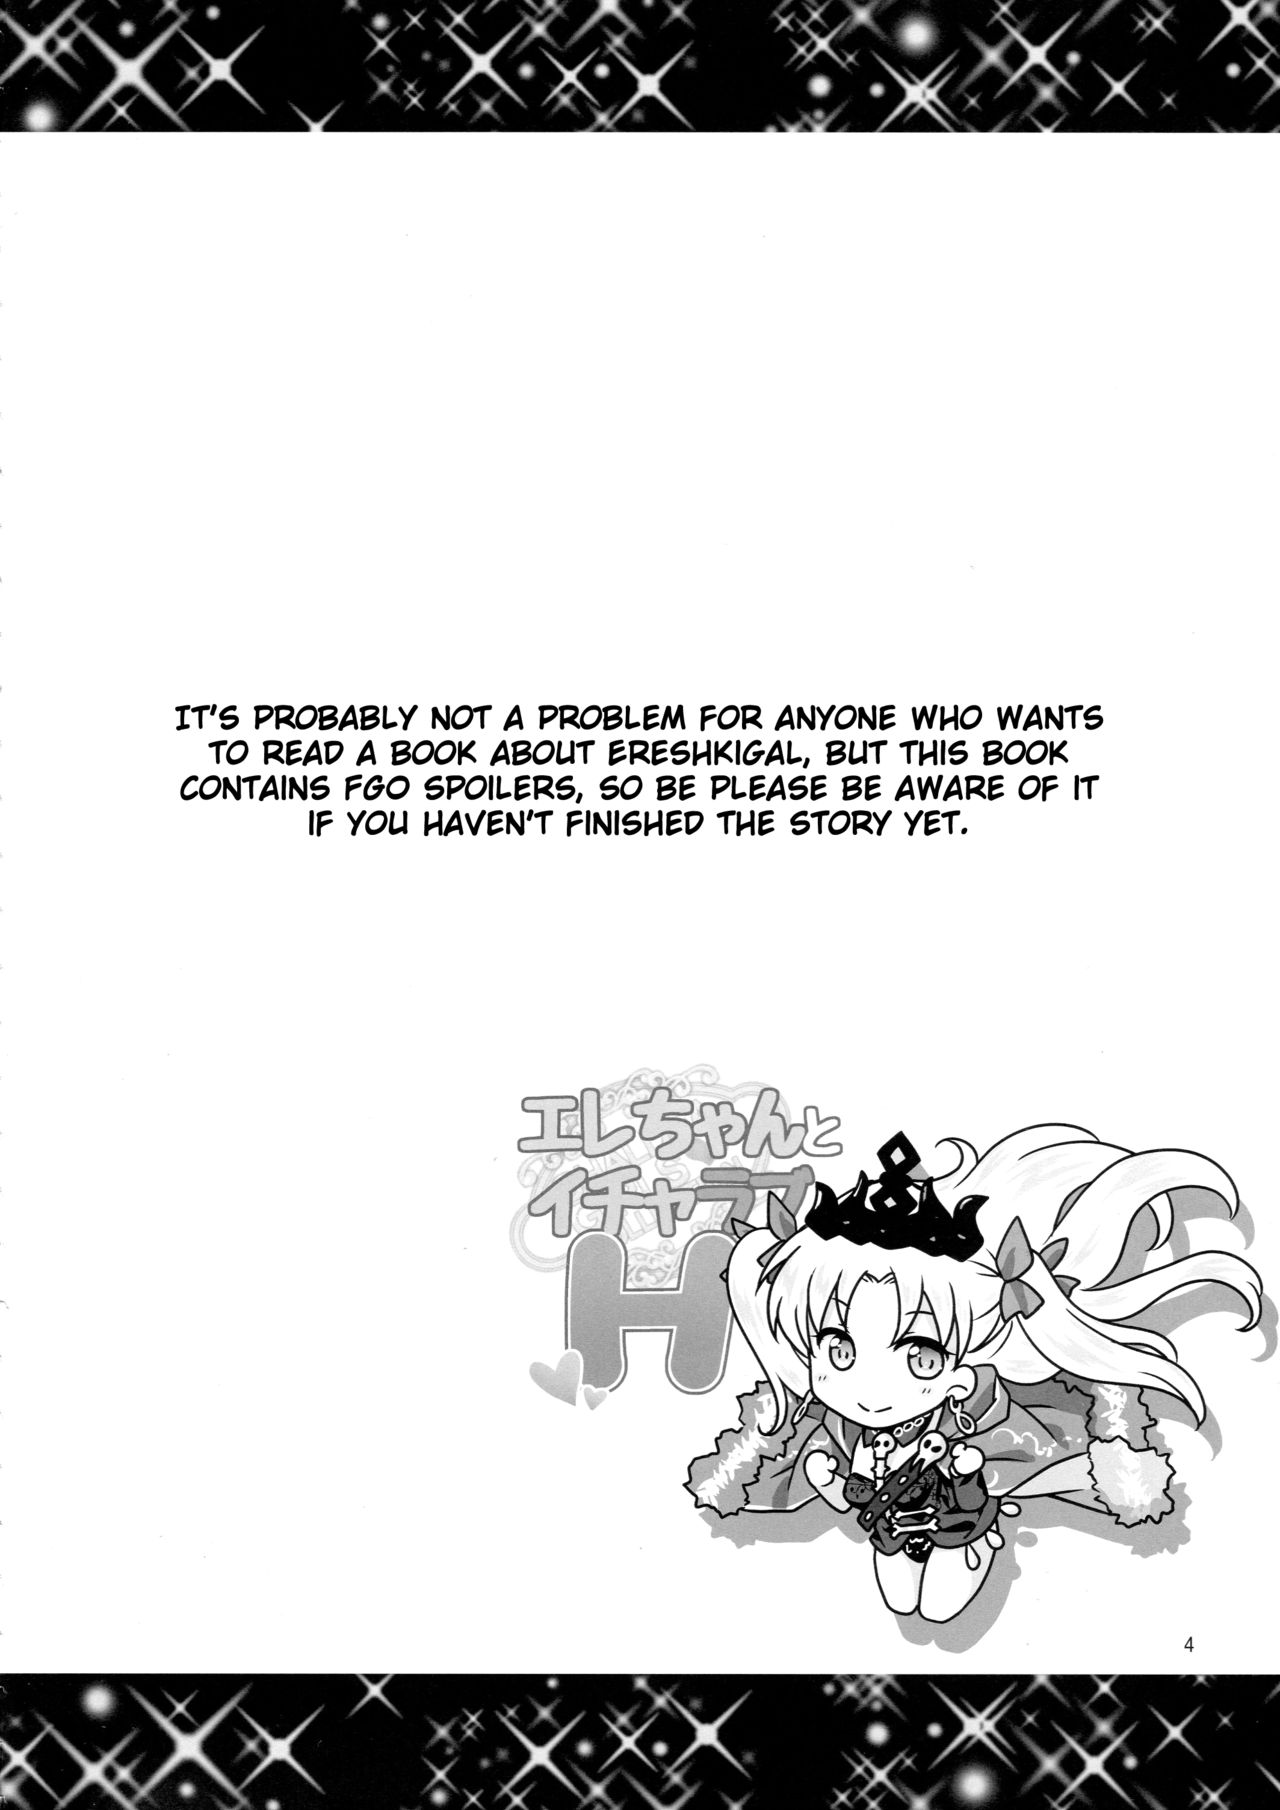 IT'S PROBABLY NOT A PROBLEM FOR ANYONE WHO WANTS
TO READ A BOOK ABOUT ERESHKIGAL, BUT THIS BOOK
CONTAINS FGO SPOILERS, SO BE PLEASE BE AWARE OF IT
IF YOU HAVEN'T FINISHED THE STORY YET.
エレちゃんと
イチャラブ
H
4